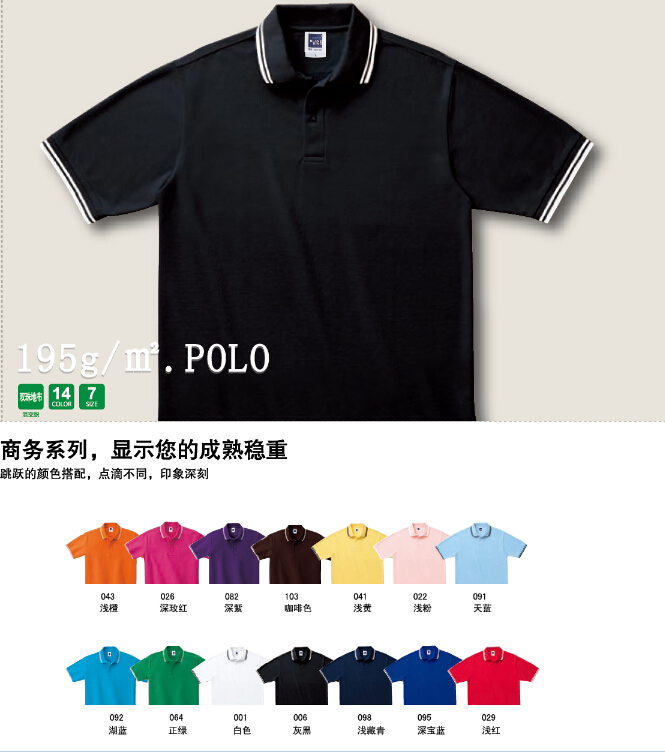 195g/m².POLO
双珠地布 14 COLOR 7 SIZE
商务系列，显示您的成熟稳重
跳跃的颜色搭配，点滴不同，印象深刻
043 026 082 103 041 022 091
浅橙 深玫红 深紫 咖啡色 浅黄 浅粉 天蓝
092 064 001 006 098 095 029
湖蓝 正绿 白色 灰黑 浅藏青 深宝蓝 浅红